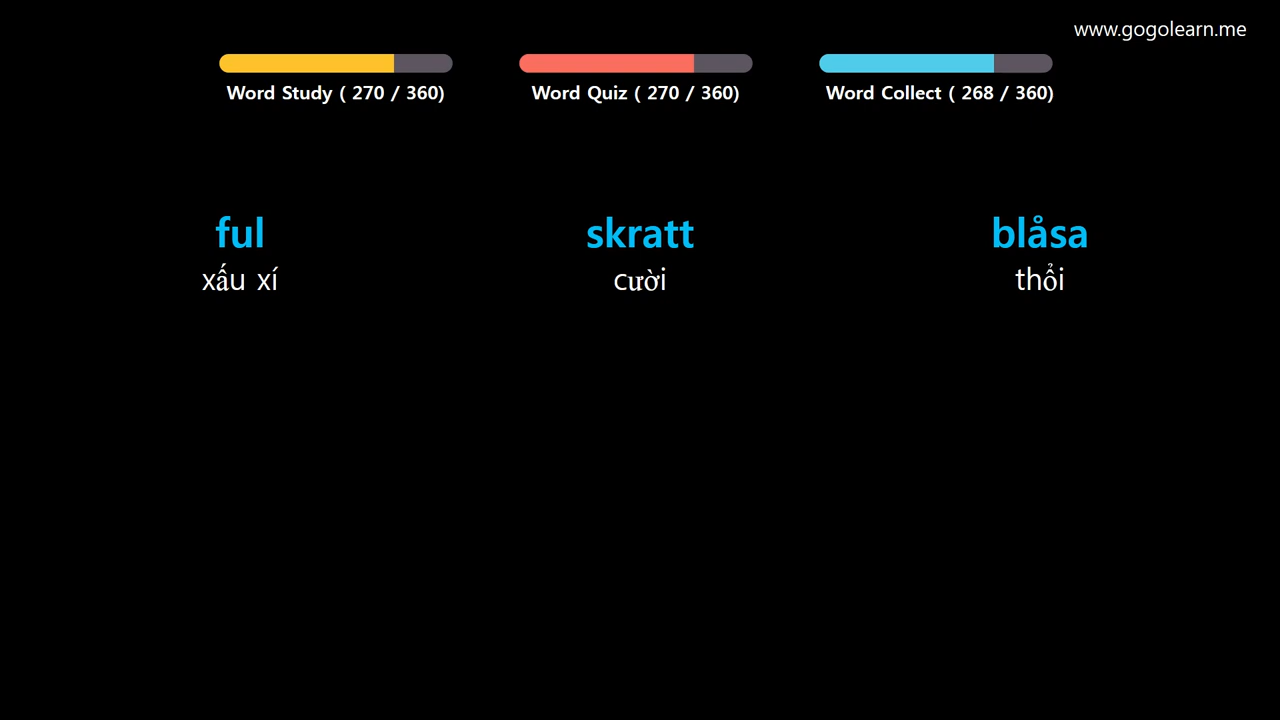 www.gogolearn.me
Word Study ( 270 / 360)
Word Quiz ( 270 / 360)
Word Collect ( 268 / 360)
ful
xấu xí
skratt
cười
blåsa
thổi